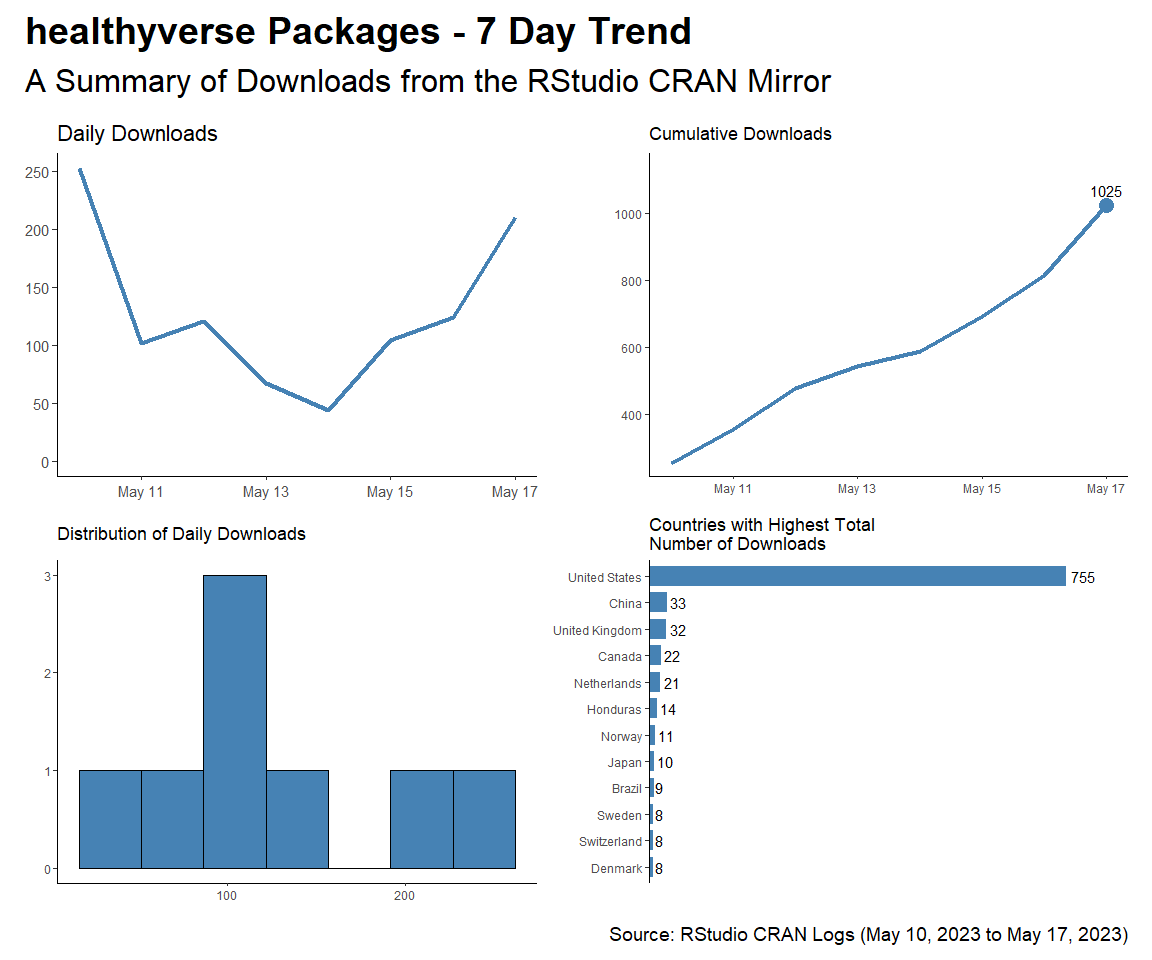 healthyverse Packages - 7 Day Trend
A Summary of Downloads from the RStudio CRAN Mirror
Daily Downloads
250
200
150
100
50
0
May 11 May 13 May 15 May 17
Cumulative Downloads
1025
1000
800
600
400
May 11 May 13 May 15 May 17
Distribution of Daily Downloads
3
2
1
0
100 200
Countries with Highest Total
Number of Downloads
United States 755
China 33
United Kingdom 32
Canada 22
Netherlands 21
Honduras 14
Norway 11
Japan 10
Brazil 9
Sweden 8
Switzerland 8
Denmark 8
Source: RStudio CRAN Logs (May 10, 2023 to May 17, 2023)